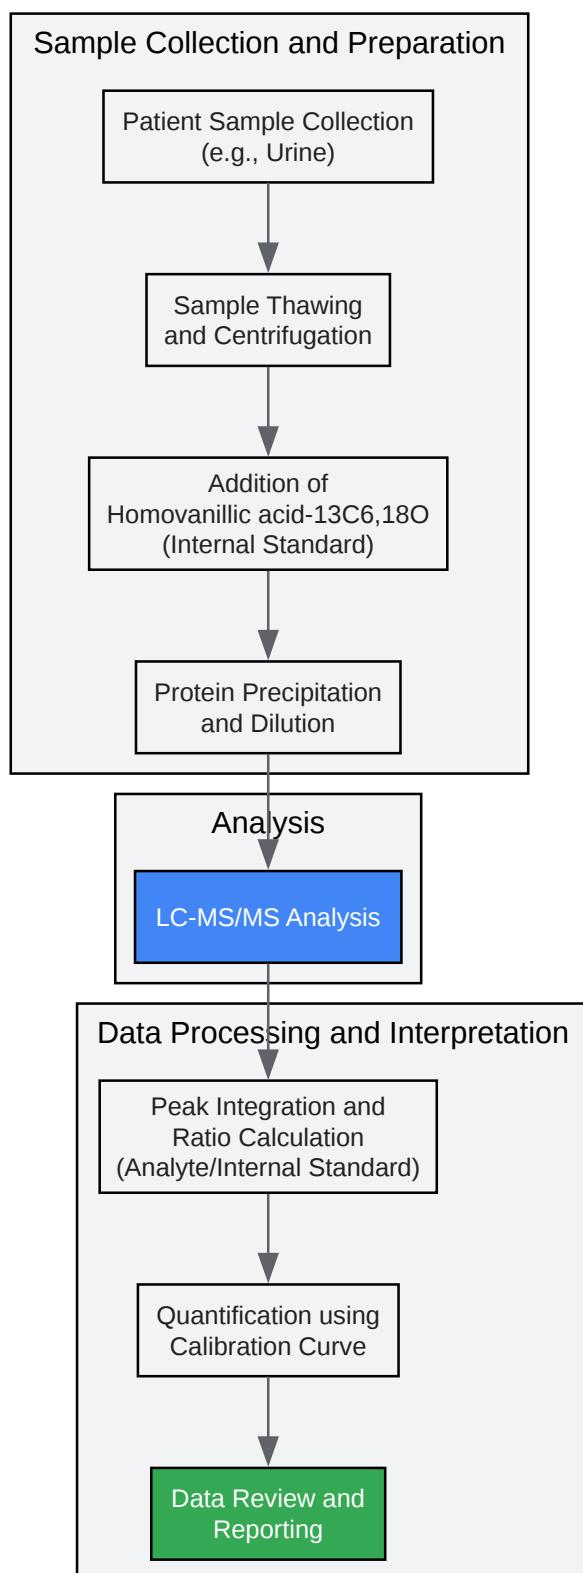 Sample Collection and Preparation
Patient Sample Collection
(e.g., Urine)
Sample Thawing
and Centrifugation
Addition of
Homovanillic acid-13C6,18O
(Internal Standard)
Protein Precipitation
and Dilution
Analysis
LC-MS/MS Analysis
Data Processing and Interpretation
Peak Integration and
Ratio Calculation
(Analyte/Internal Standard)
Quantification using
Calibration Curve
Data Review and
Reporting